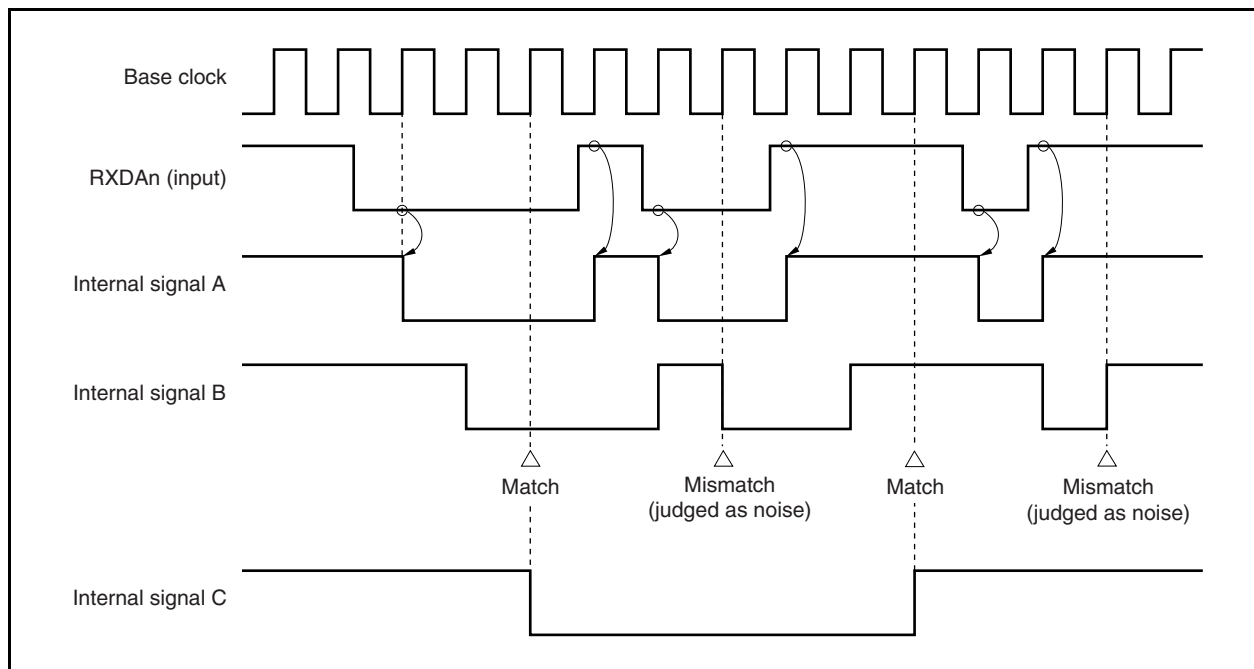 Base clock
RXDAn (input)
Internal signal A
Internal signal B
Match
Mismatch
(judged as noise)
Match
Mismatch
(judged as noise)
Internal signal C